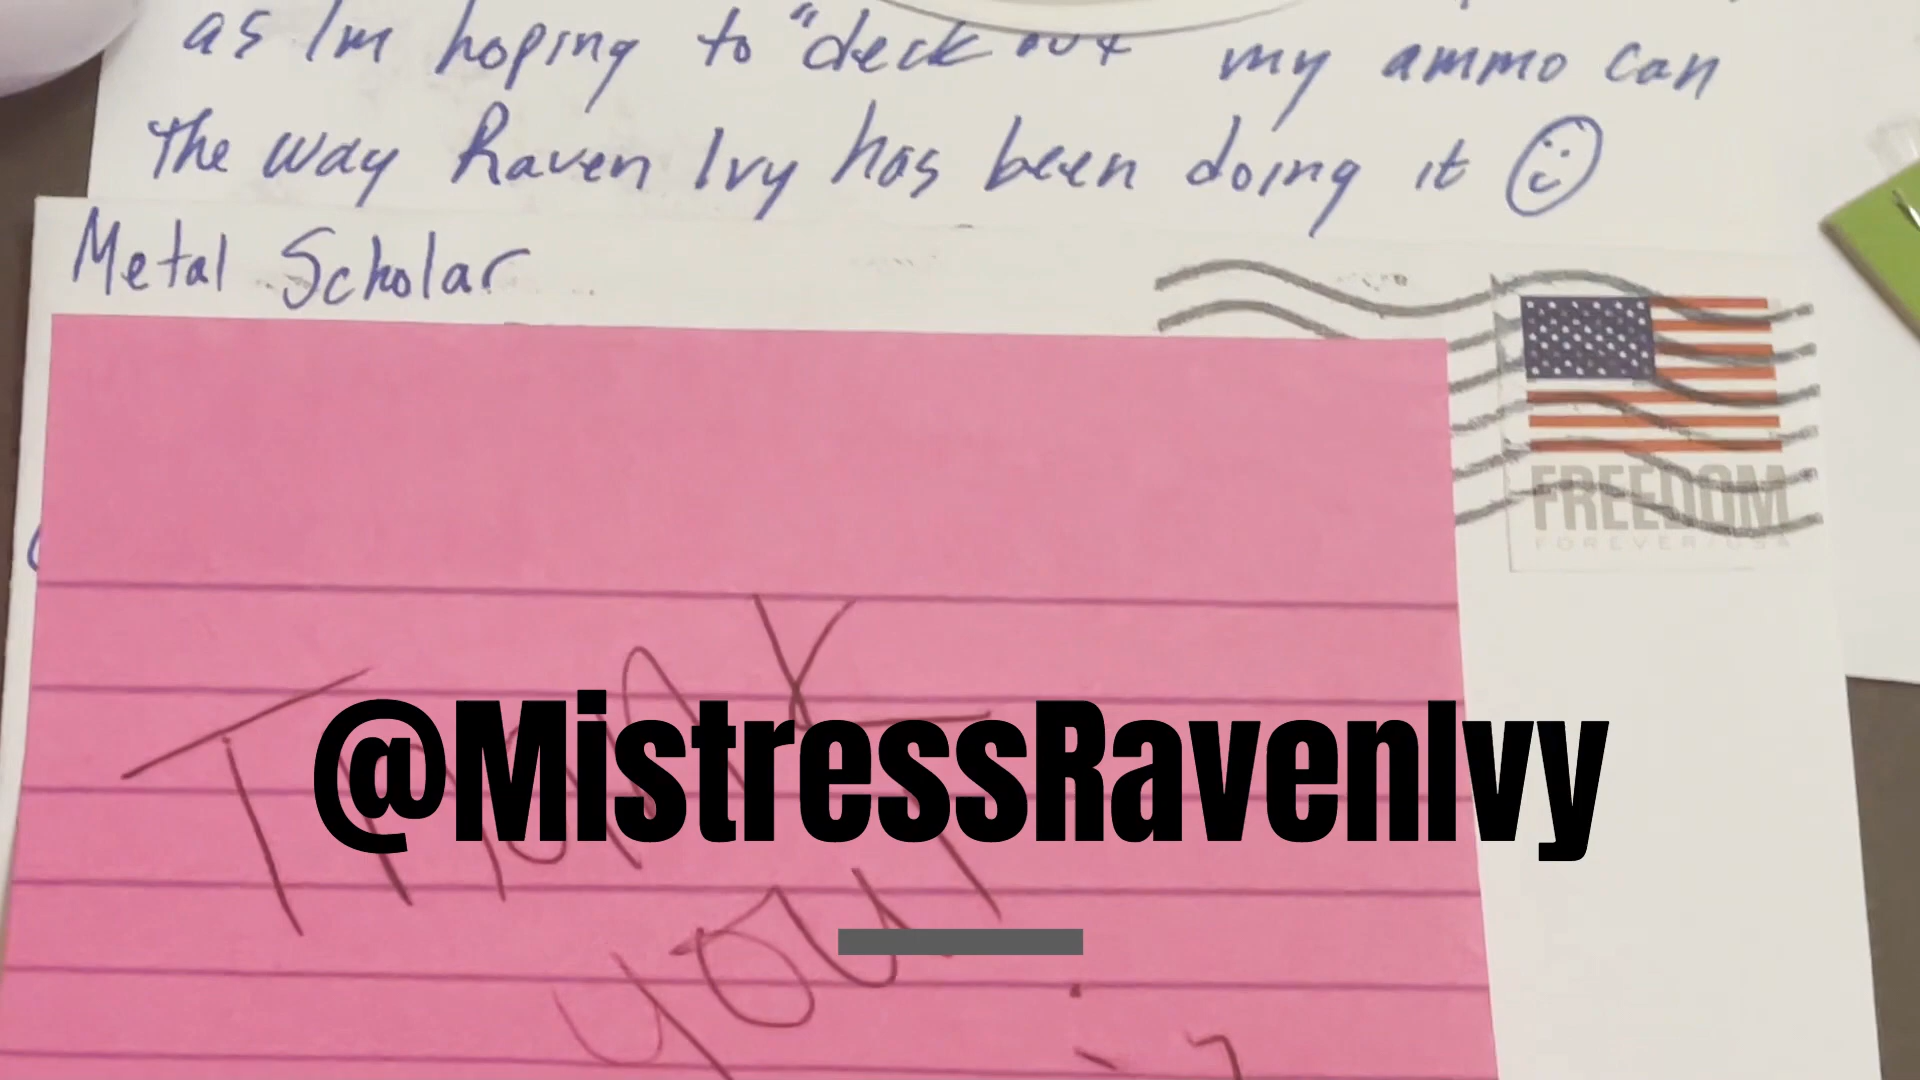 as Im hoping to "deck out my ammo can
the way Raven Ivy has been doing it
Metal Scholar
FREEDOM
FOREVER/USA
Thank
you!
@MistressRavenIvy